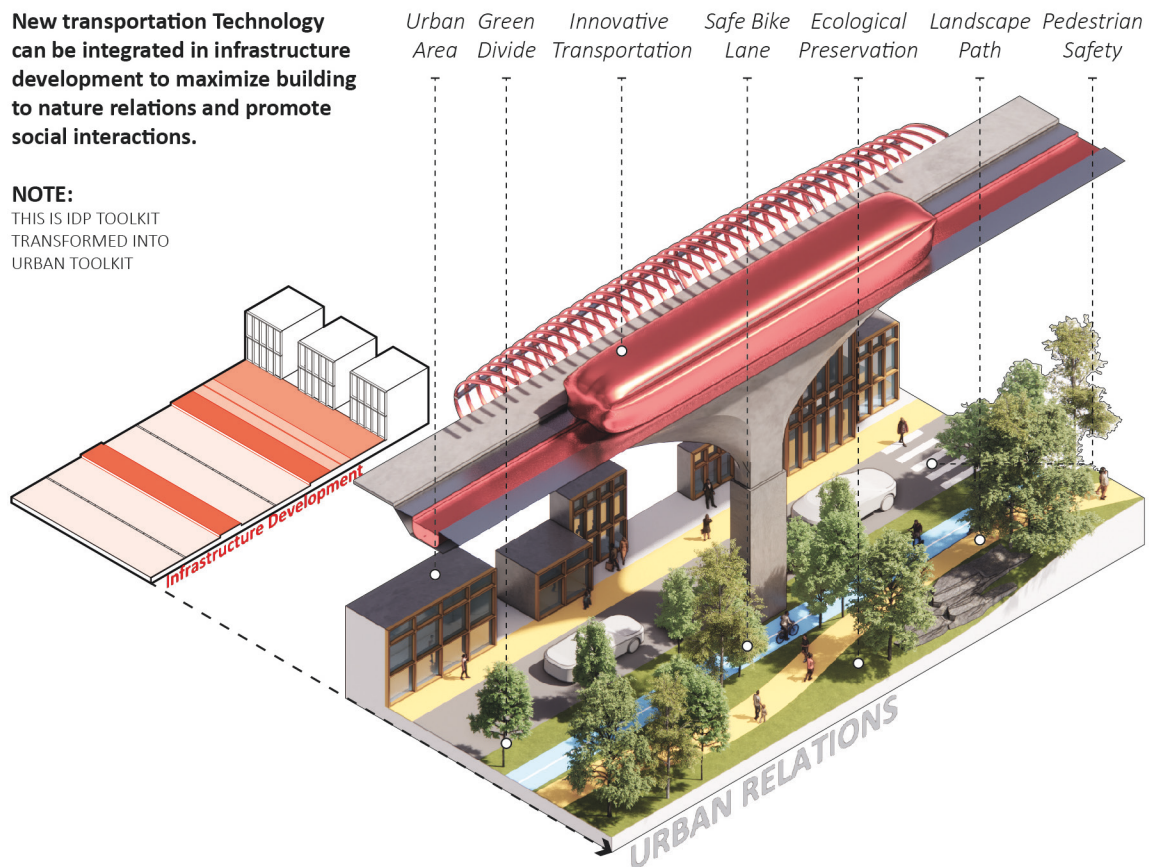 New transportation Technology
can be integrated in infrastructure
development to maximize building
to nature relations and promote
social interactions.
NOTE:
THIS IS IDP TOOLKIT
TRANSFORMED INTO
URBAN TOOLKIT
Urban
Area
Green
Divide
Innovative
Transportation
Safe Bike
Lane
Ecological
Preservation
Landscape
Path
Pedestrian
Safety
Infrastructure Development
URBAN RELATIONS